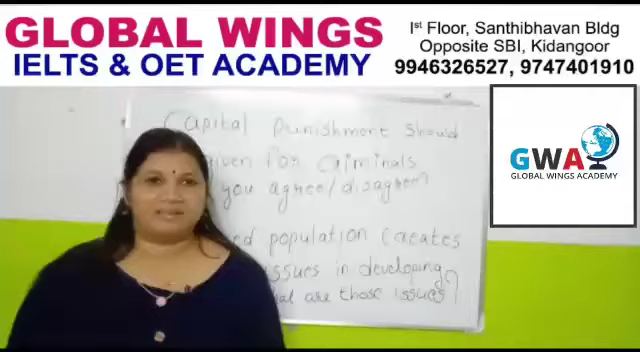 GLOBAL WINGS
IELTS & OET ACADEMY
Ist Floor, Santhibhavan Bldg
Opposite SBI, Kidangoor
9946326527, 9747401910
Capital Punishment should
given for criminals
you agree/disagree?
population creates
issues in developing
are those issues?
GWA
GLOBAL WINGS ACADEMY